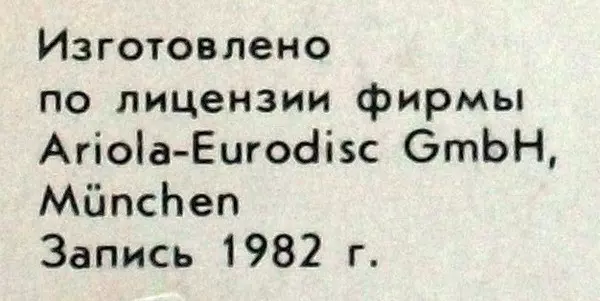 Изготовлено
по лицензии фирмы
Ariola-Eurodisc GmbH,
München
Запись 1982 г.